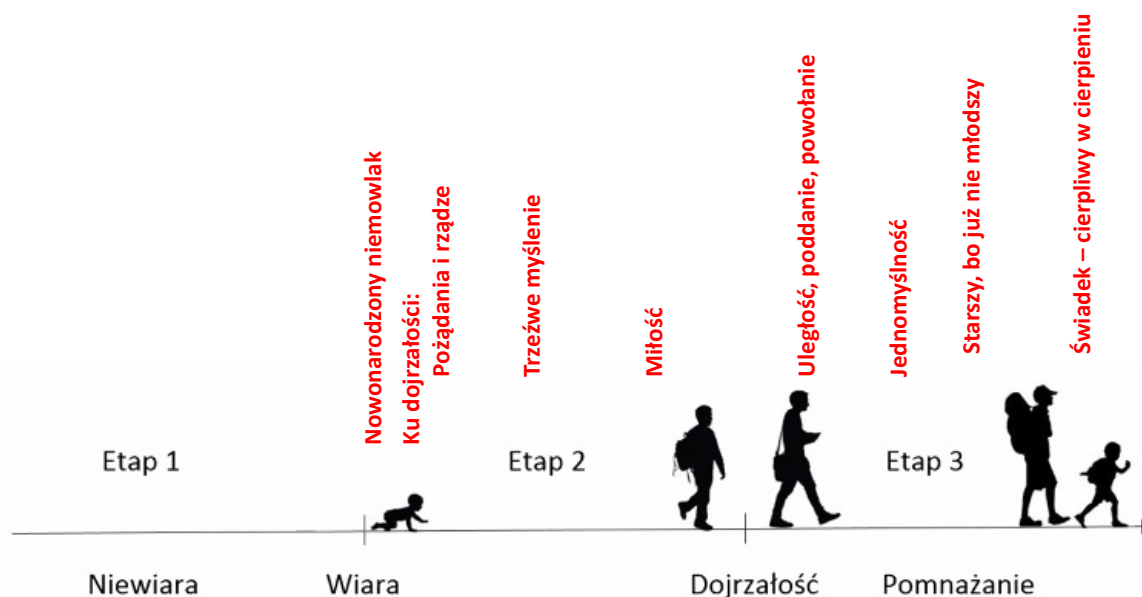 Nowonarodzony niemowlak
Ku dojrzałości:
Pożądania i rządze
Trzeźwe myślenie
Miłość
Uległość, poddanie, powołanie
Jednomyślność
Starszy, bo już nie młodszy
Świadek – cierpliwy w cierpieniu
Etap 1
Etap 2
Etap 3
Niewiara
Wiara
Dojrzałość
Pomnażanie